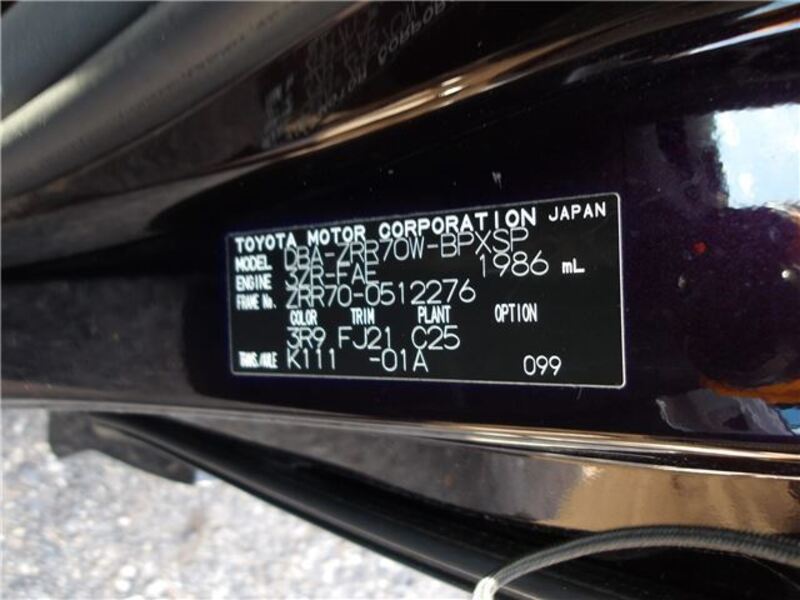 TOYOTA MOTOR CORPORATION JAPAN
MODEL DBA-ZRR70W-BPXSP
ENGINE 3ZR-FAE 1986 mL
FRAME No. ZRR70-0512276
COLOR TRIM PLANT OPTION
3R9 FJ21 C25
TRANS/AXLE K111 -01A 099